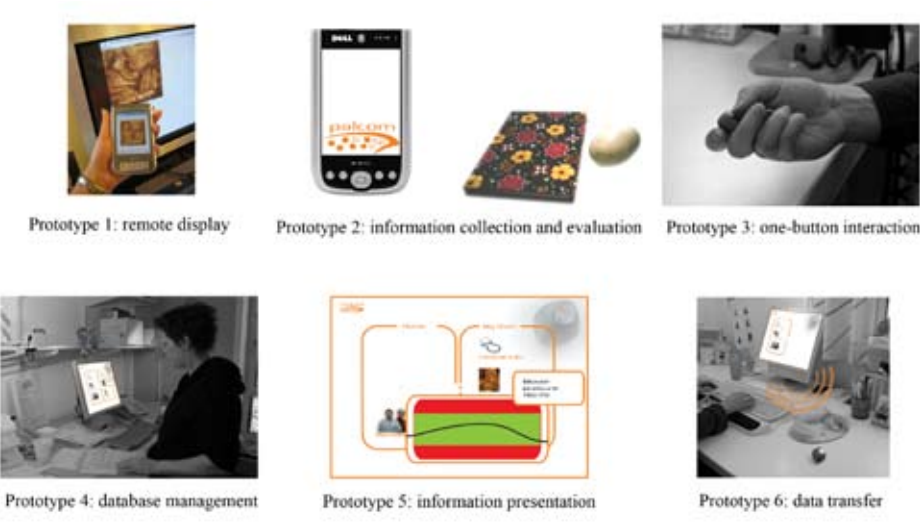 DELL
palcom
Prototype 1: remote display
Prototype 2: information collection and evaluation
Prototype 3: one-button interaction
Prototype 4: database management
Prototype 5: information presentation
Prototype 6: data transfer